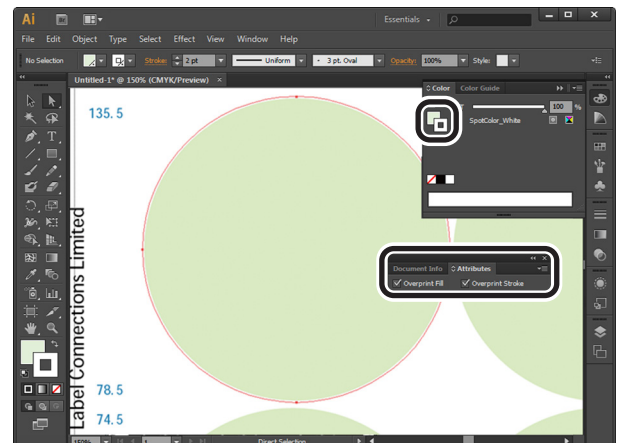 Ai Br Essentials
File Edit Object Type Select Effect View Window Help
No Selection Stroke: 2 pt Uniform 3 pt. Oval Opacity: 100% Style:
Untitled-1* @ 150% (CMYK/Preview) ×
Color Color Guide
T 100 %
SpotColor_White
135.5
Label Connections Limited
Document Info Attributes
Overprint Fill Overprint Stroke
78.5
74.5
150% 1 Direct Selection